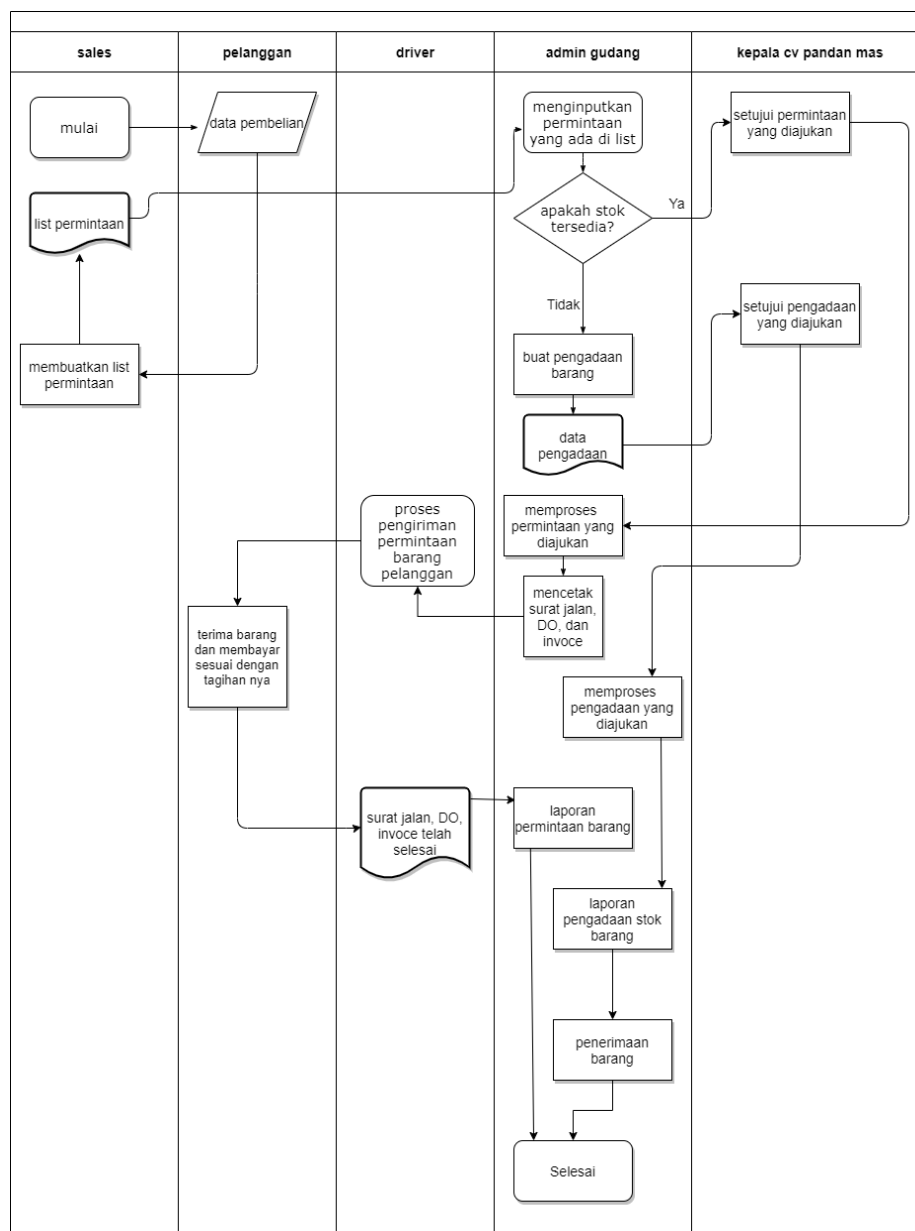 sales
pelanggan
driver
admin gudang
kepala cv pandan mas
mulai
data pembelian
menginputkan
permintaan
yang ada di list
setujui permintaan
yang diajukan
list permintaan
apakah stok
tersedia?
Ya
Tidak
setujui pengadaan
yang diajukan
membuatkan list
permintaan
buat pengadaan
barang
data
pengadaan
proses
pengiriman
permintaan
barang
pelanggan
memproses
permintaan yang
diajukan
mencetak
surat jalan,
DO, dan
invoce
terima barang
dan membayar
sesuai dengan
tagihan nya
memproses
pengadaan yang
diajukan
surat jalan, DO,
invoce telah
selesai
laporan
permintaan barang
laporan
pengadaan stok
barang
penerimaan
barang
Selesai